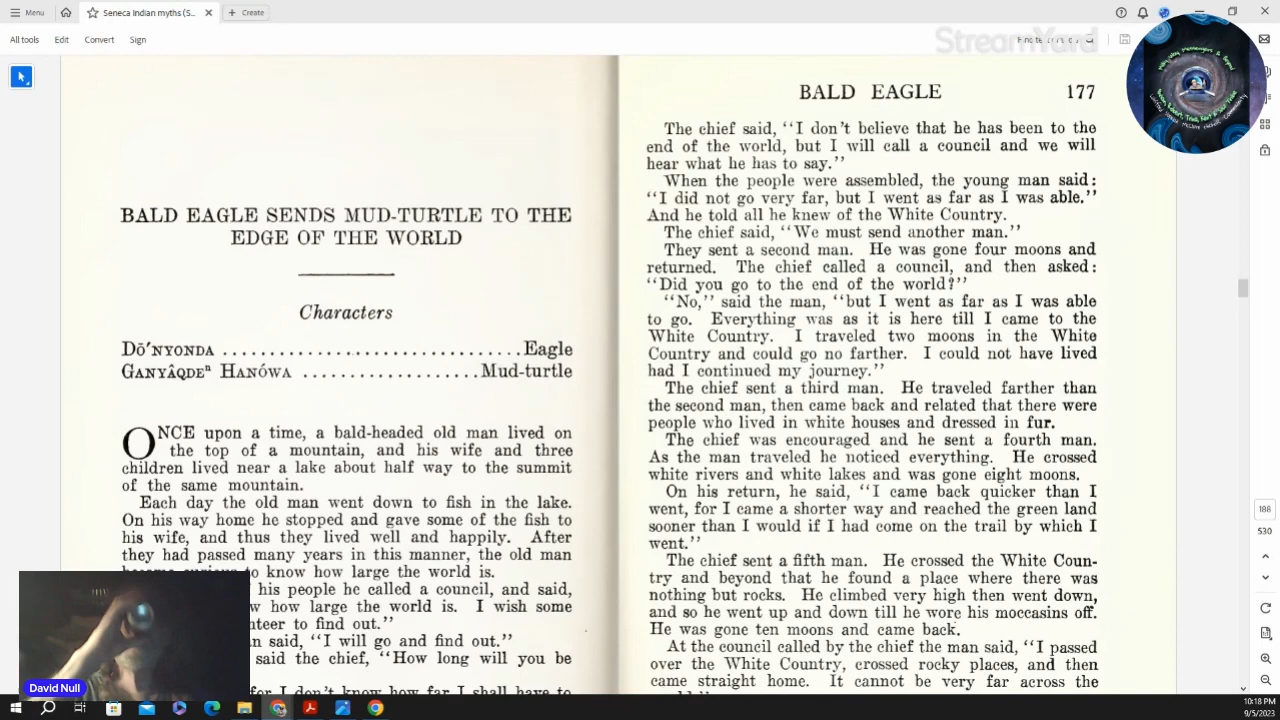 Menu
Seneca Indian myths (S...
Create
All tools
Edit
Convert
Sign
StreamYard
BALD EAGLE SENDS MUD-TURTLE TO THE
EDGE OF THE WORLD
Characters
Dō′nyonda ................................Eagle
Ganyâqdeⁿ Hanówa ...................Mud-turtle
ONCE upon a time, a bald-headed old man lived on
the top of a mountain, and his wife and three
children lived near a lake about half way to the summit
of the same mountain.
Each day the old man went down to fish in the lake.
On his way home he stopped and gave some of the fish to
his wife, and thus they lived well and happily. After
they had passed many years in this manner, the old man
became curious to know how large the world is.
his people he called a council, and said,
how large the world is. I wish some
to find out.”
said, “I will go and find out.”
said the chief, “How long will you be
for I don’t know how far I shall have to
BALD EAGLE 177
The chief said, “I don’t believe that he has been to the
end of the world, but I will call a council and we will
hear what he has to say.”
When the people were assembled, the young man said:
“I did not go very far, but I went as far as I was able.”
And he told all he knew of the White Country.
The chief said, “We must send another man.”
They sent a second man. He was gone four moons and
returned. The chief called a council, and then asked:
“Did you go to the end of the world?”
“No,” said the man, “but I went as far as I was able
to go. Everything was as it is here till I came to the
White Country. I traveled two moons in the White
Country and could go no farther. I could not have lived
had I continued my journey.”
The chief sent a third man. He traveled farther than
the second man, then came back and related that there were
people who lived in white houses and dressed in fur.
The chief was encouraged and he sent a fourth man.
As the man traveled he noticed everything. He crossed
white rivers and white lakes and was gone eight moons.
On his return, he said, “I came back quicker than I
went, for I came a shorter way and reached the green land
sooner than I would if I had come on the trail by which I
went.”
The chief sent a fifth man. He crossed the White Coun-
try and beyond that he found a place where there was
nothing but rocks. He climbed very high then went down,
and so he went up and down till he wore his moccasins off.
He was gone ten moons and came back.
At the council called by the chief the man said, “I passed
over the White Country, crossed rocky places, and then
came straight home. It cannot be very far across the
188
530
David Null
10:18 PM
9/5/2023